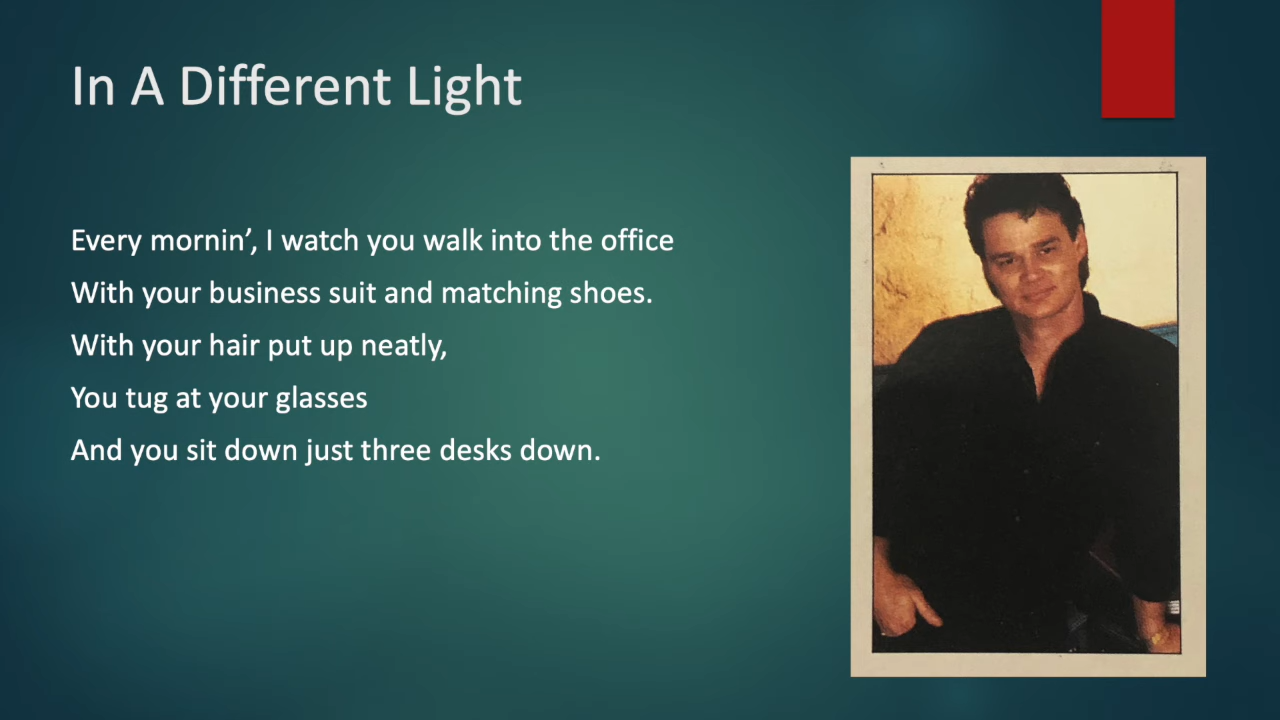 In A Different Light
Every mornin’, I watch you walk into the office
With your business suit and matching shoes.
With your hair put up neatly,
You tug at your glasses
And you sit down just three desks down.